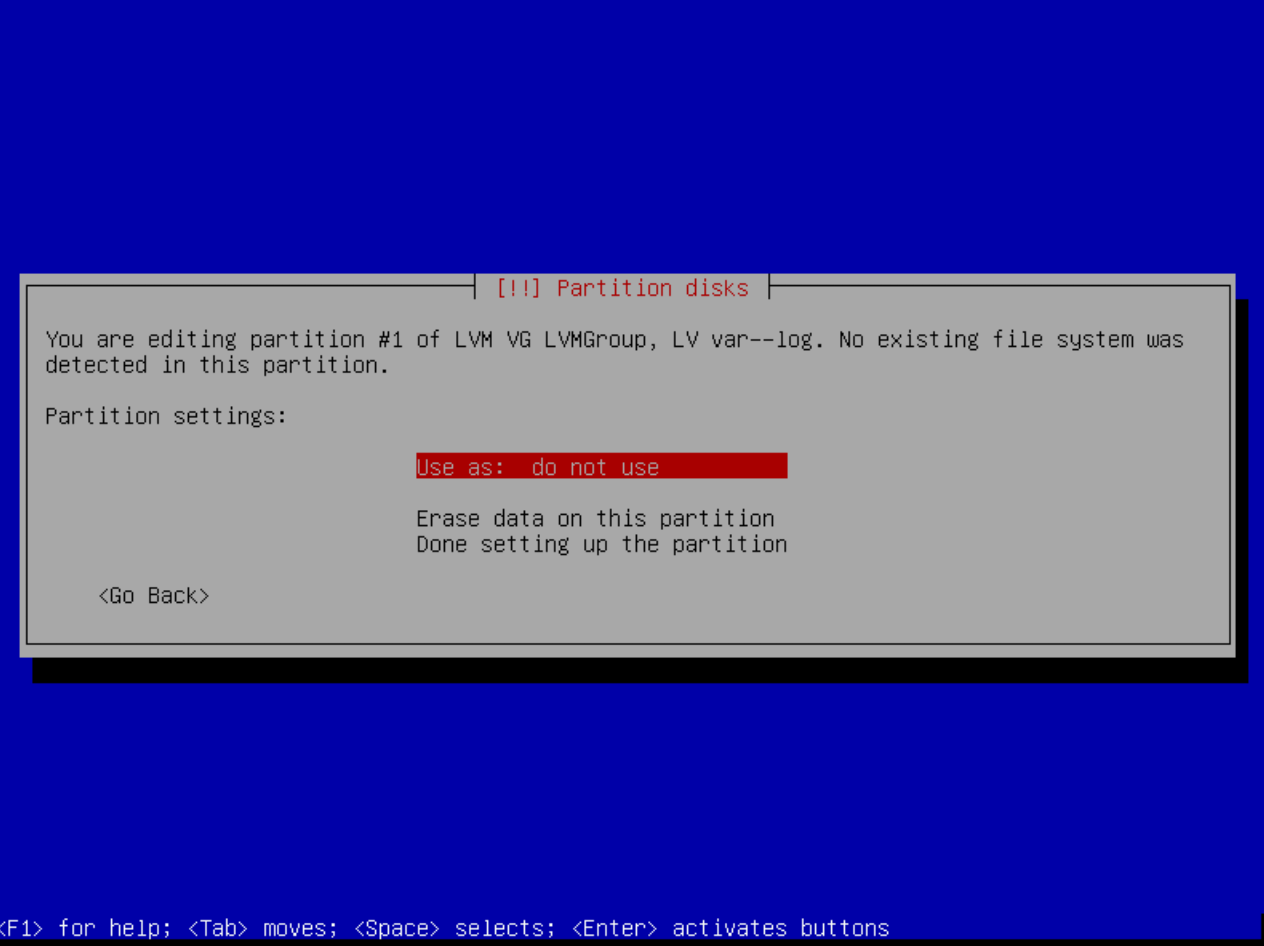 [!!] Partition disks
You are editing partition #1 of LVM VG LVMGroup, LV var--log. No existing file system was
detected in this partition.
Partition settings:
Use as: do not use
Erase data on this partition
Done setting up the partition
<Go Back>
<F1> for help; <Tab> moves; <Space> selects; <Enter> activates buttons